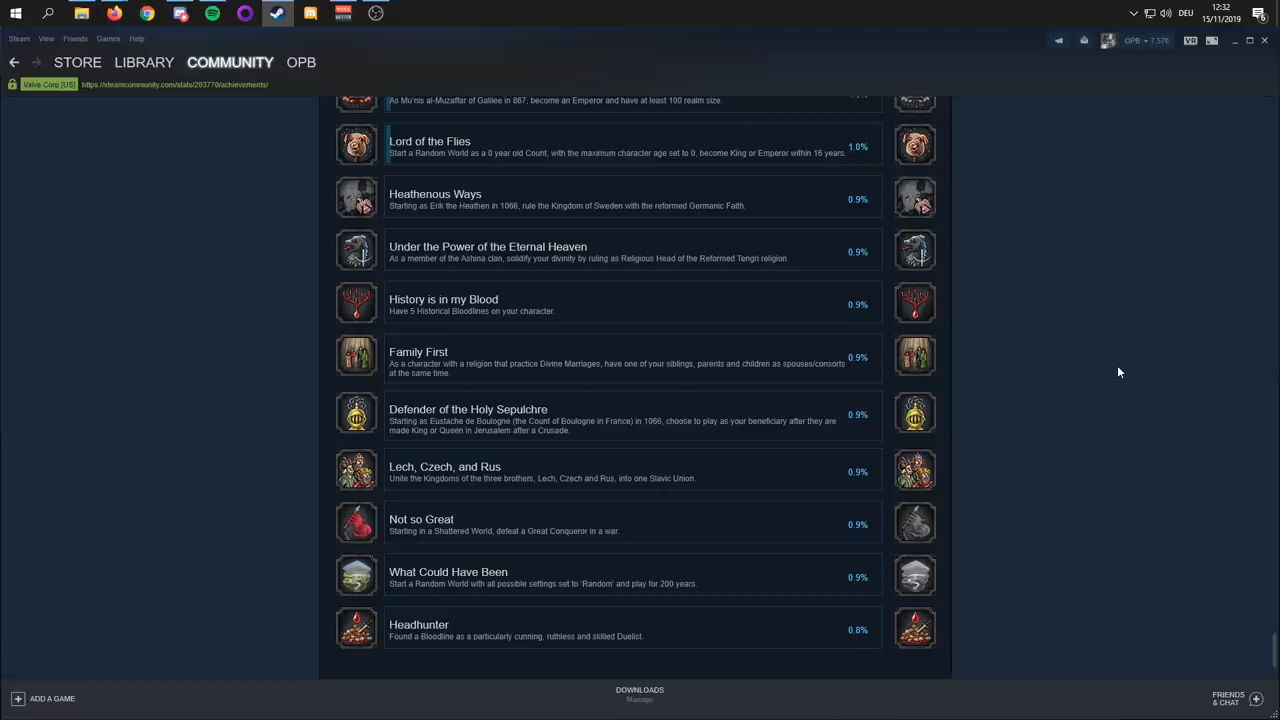 12:32
DEU
15/11/2019
5
Steam View Friends Games Help
OPB
VR
STORE LIBRARY COMMUNITY OPB
Valve Corp [US] https://steamcommunity.com/stats/203770/achievements/
As Mu'nis al-Muzaffar of Galilee in 867, become an Emperor and have at least 100 realm size.
Lord of the Flies
Start a Random World as a 0 year old Count, with the maximum character age set to 0, become King or Emperor within 16 years.
1.0%
Heathenous Ways
Starting as Erik the Heathen in 1066, rule the Kingdom of Sweden with the reformed Germanic Faith.
0.9%
Under the Power of the Eternal Heaven
As a member of the Ashina clan, solidify your divinity by ruling as Religious Head of the Reformed Tengri religion.
0.9%
History is in my Blood
Have 5 Historical Bloodlines on your character.
0.9%
Family First
As a character with a religion that practice Divine Marriages, have one of your siblings, parents and children as spouses/consorts
at the same time.
0.9%
Defender of the Holy Sepulchre
Starting as Eustache de Boulogne (the Count of Boulogne in France) in 1066, choose to play as your beneficiary after they are
made King or Queen in Jerusalem after a Crusade.
0.9%
Lech, Czech, and Rus
Unite the Kingdoms of the three brothers, Lech, Czech and Rus, into one Slavic Union.
0.9%
Not so Great
Starting in a Shattered World, defeat a Great Conqueror in a war.
0.9%
What Could Have Been
Start a Random World with all possible settings set to 'Random' and play for 200 years.
0.9%
Headhunter
Found a Bloodline as a particularly cunning, ruthless and skilled Duelist.
0.8%
ADD A GAME
DOWNLOADS
Manage
FRIENDS
& CHAT